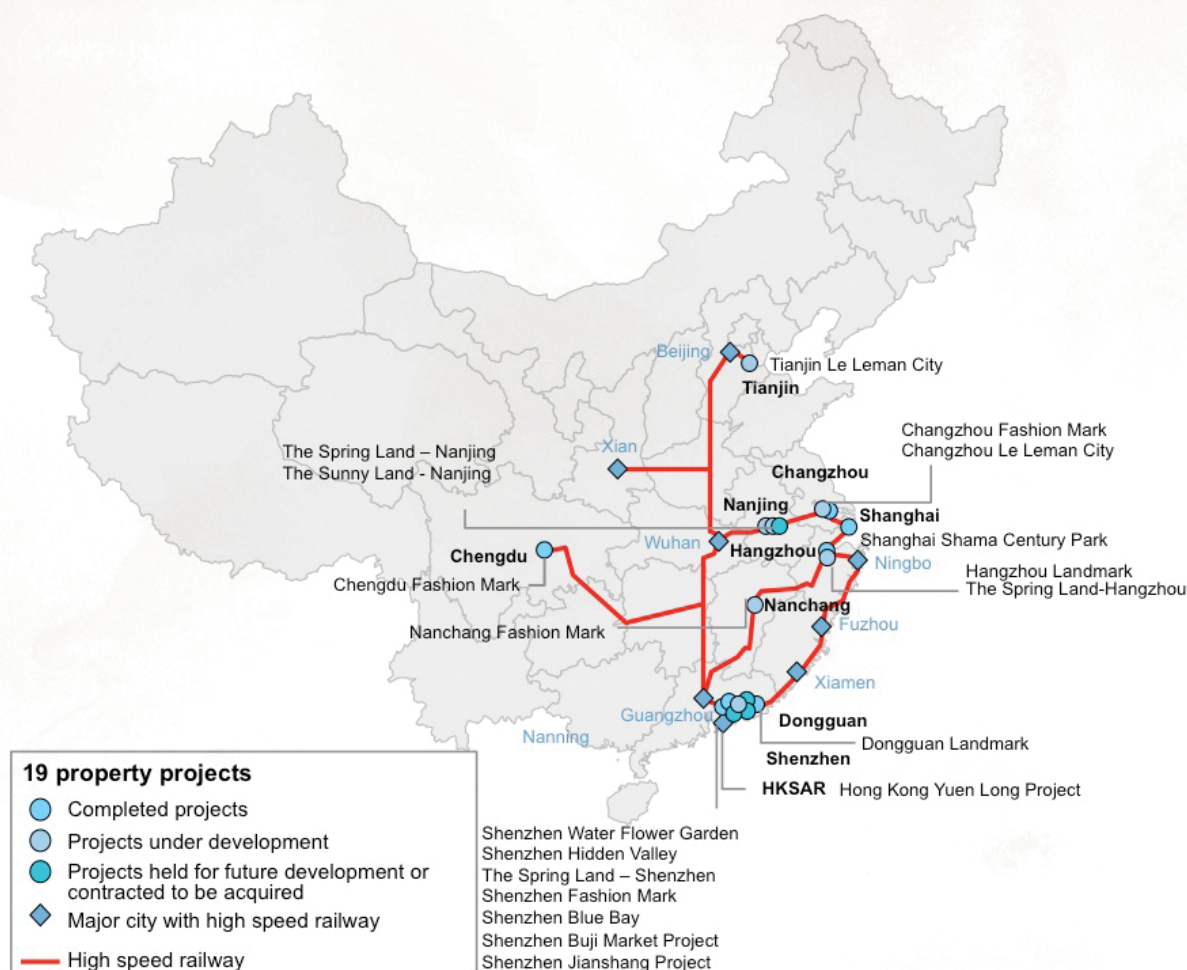 Beijing
Tianjin Le Leman City
Tianjin
Changzhou Fashion Mark
Changzhou Le Leman City
Xian
The Spring Land – Nanjing
The Sunny Land - Nanjing
Changzhou
Nanjing
Shanghai
Shanghai Shama Century Park
Wuhan
Hangzhou
Chengdu
Ningbo
Hangzhou Landmark
The Spring Land-Hangzhou
Chengdu Fashion Mark
Nanchang
Nanchang Fashion Mark
Fuzhou
Xiamen
Guangzhou
Dongguan
Nanning
Dongguan Landmark
Shenzhen
HKSAR Hong Kong Yuen Long Project
19 property projects
Completed projects
Projects under development
Projects held for future development or
contracted to be acquired
Major city with high speed railway
High speed railway
Shenzhen Water Flower Garden
Shenzhen Hidden Valley
The Spring Land – Shenzhen
Shenzhen Fashion Mark
Shenzhen Blue Bay
Shenzhen Buji Market Project
Shenzhen Jianshang Project